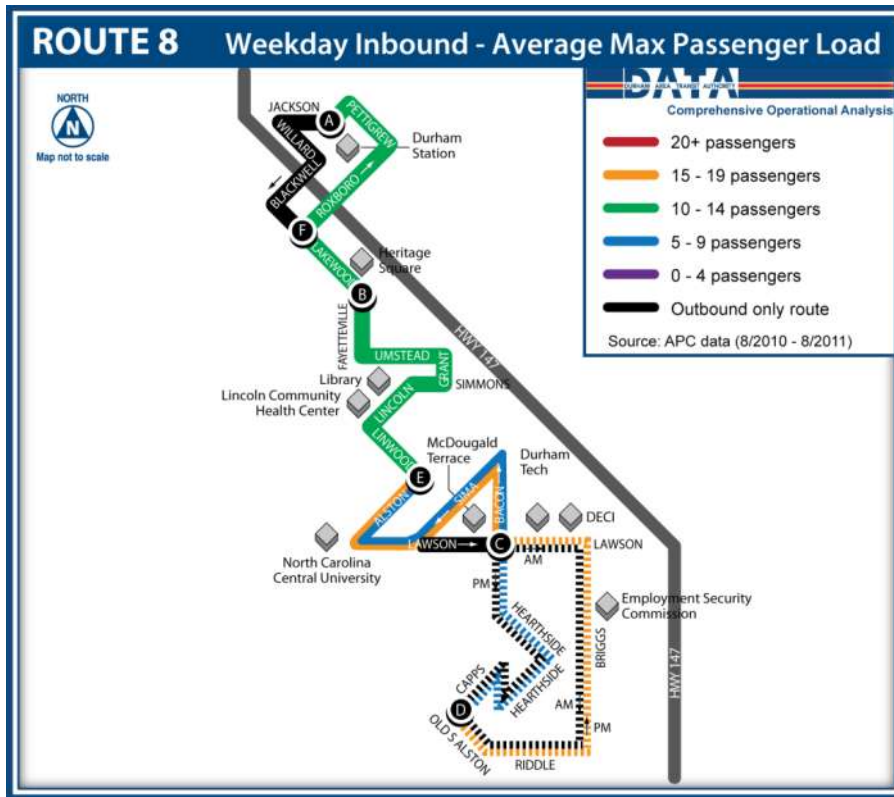 ROUTE 8 Weekday Inbound - Average Max Passenger Load
DATA
DURHAM AREA TRANSIT AUTHORITY
Comprehensive Operational Analysis
20+ passengers
15 - 19 passengers
10 - 14 passengers
5 - 9 passengers
0 - 4 passengers
Outbound only route
Source: APC data (8/2010 - 8/2011)
NORTH
N
Map not to scale
JACKSON
A
PETTIGREW
WILLARD
BLACKWELL
Durham
Station
ROXBORO
F
LAKEWOOD
Heritage
Square
B
FAYETTEVILLE
HWY 147
UMSTEAD
GRANT
SIMMONS
Library
Lincoln Community
Health Center
LINCOLN
LINWOOD
McDougald
Terrace
Durham
Tech
E
ALSTON
SIMA
BACON
DECI
North Carolina
Central University
LAWSON
C
LAWSON
AM
PM
Employment Security
Commission
HEARTHSIDE
HEARTHSIDE
BRIGGS
HWY 147
CAPPS
D
OLD S ALSTON
AM
PM
RIDDLE